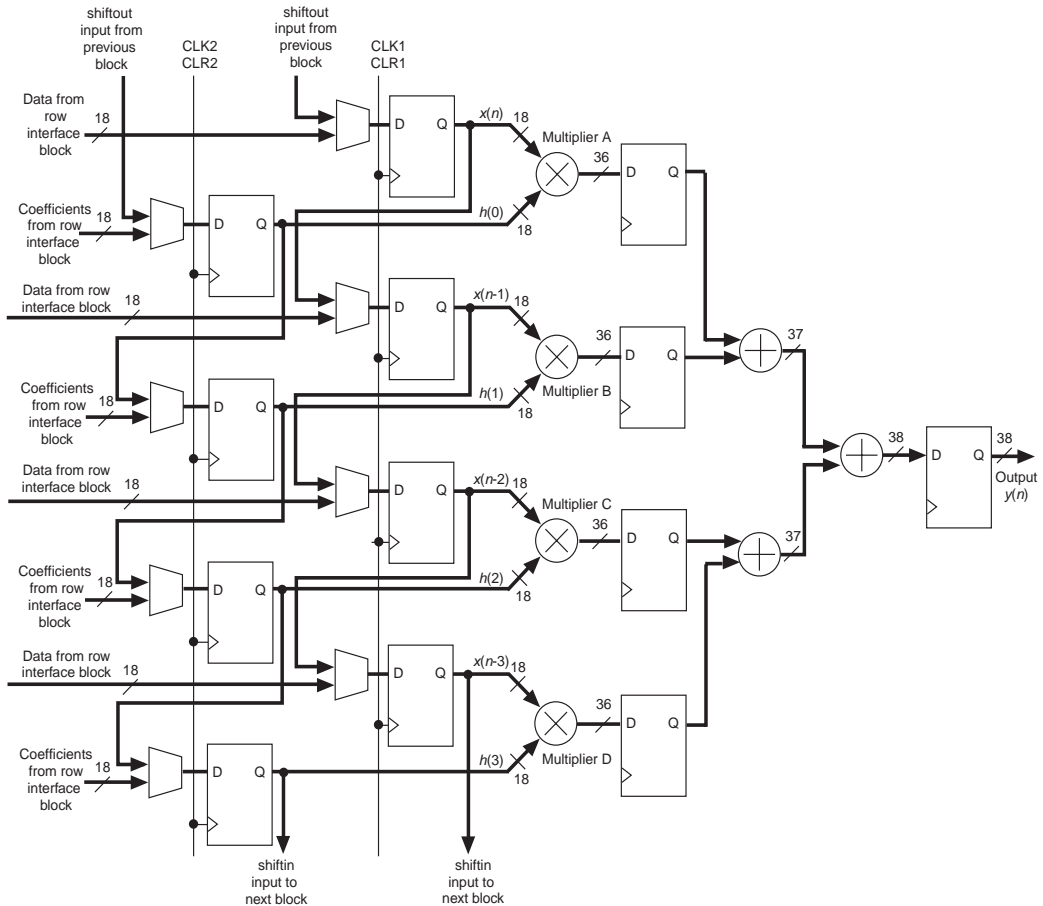 shiftout
input from
previous
block
shiftout
input from
previous
block
CLK2
CLR2
CLK1
CLR1
Data from
row
interface
block
18
D Q
x(n)
18
Multiplier A
36
D Q
Coefficients
from row
interface
block
18
D Q
h(0)
18
Data from row
interface block
18
D Q
x(n-1)
18
36
D Q
37
Multiplier B
Coefficients
from row
interface
block
18
D Q
h(1)
18
38
D Q
38
Output
y(n)
Data from row
interface block
18
D Q
x(n-2)
18
Multiplier C
36
D Q
37
Coefficients
from row
interface
block
18
D Q
h(2)
18
Data from row
interface block
18
D Q
x(n-3)
18
36
D Q
Multiplier D
Coefficients
from row
interface
block
18
D Q
h(3)
18
shiftin
input to
next block
shiftin
input to
next block